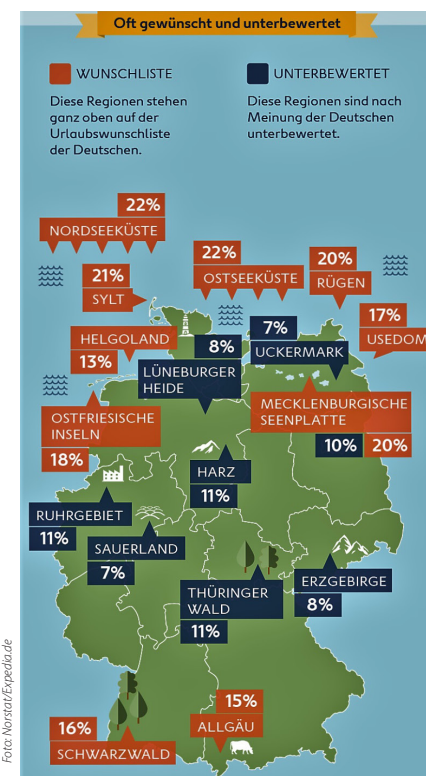 Oft gewünscht und unterbewertet
WUNSCHLISTE
Diese Regionen stehen
ganz oben auf der
Urlaubswunschliste
der Deutschen.
UNTERBEWERTET
Diese Regionen sind nach
Meinung der Deutschen
unterbewertet.
22%
NORDSEEKÜSTE
22%
OSTSEEKÜSTE
20%
RÜGEN
21%
SYLT
17%
USEDOM
HELGOLAND
13%
8%
LÜNEBURGER
HEIDE
7%
UCKERMARK
MECKLENBURGISCHE
SEENPLATTE
10% 20%
OSTFRIESISCHE
INSELN
18%
HARZ
11%
RUHRGEBIET
11%
SAUERLAND
7%
THÜRINGER
WALD
11%
ERZGEBIRGE
8%
16%
SCHWARZWALD
15%
ALLGÄU
Foto: Norstat/Expedia.de